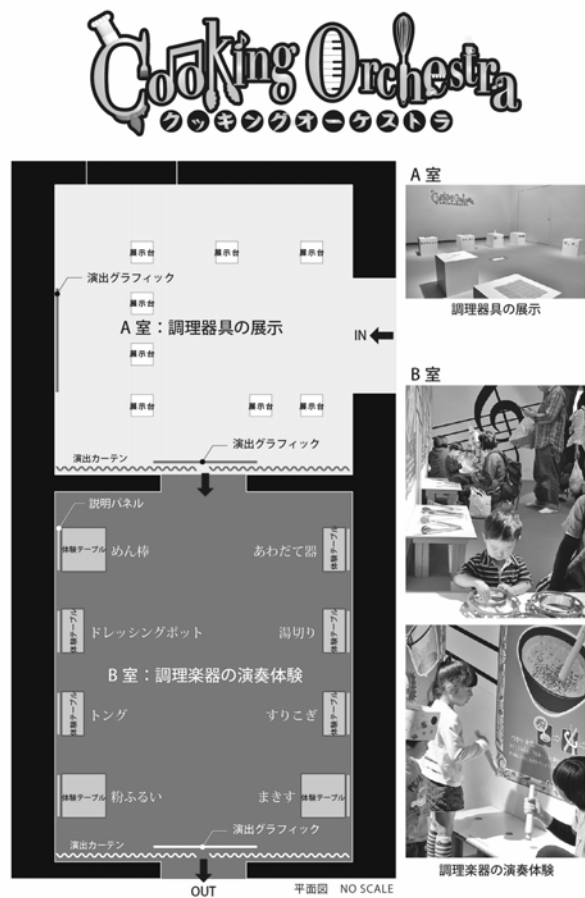 Cooking Orchestra
クッキングオーケストラ
A 室
調理器具の展示
B 室
調理楽器の演奏体験
展示台
展示台
展示台
演出グラフィック
展示台
A 室：調理器具の展示
IN
展示台
展示台
展示台
展示台
演出グラフィック
演出カーテン
説明パネル
体験テーブル
めん棒
あわだて器
体験テーブル
体験テーブル
ドレッシングポット
湯切り
体験テーブル
B 室：調理楽器の演奏体験
体験テーブル
トング
すりこぎ
体験テーブル
体験テーブル
粉ふるい
まきす
体験テーブル
演出グラフィック
演出カーテン
OUT
平面図 NO SCALE